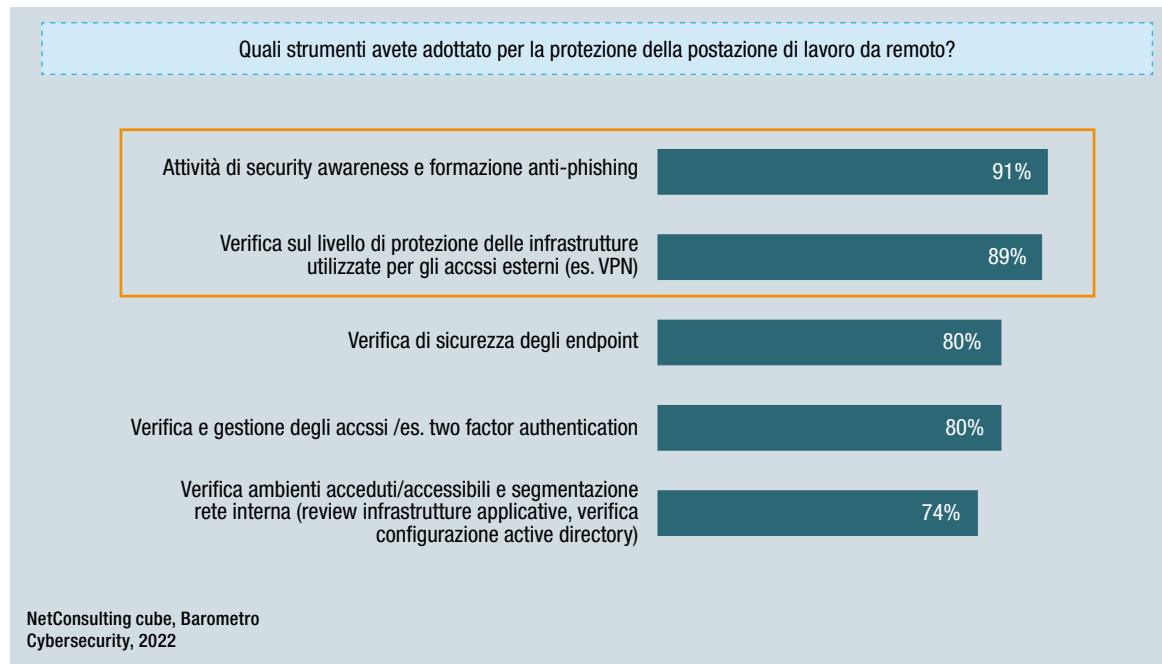 Quali strumenti avete adottato per la protezione della postazione di lavoro da remoto?
Attività di security awareness e formazione anti-phishing
91%
Verifica sul livello di protezione delle infrastrutture
utilizzate per gli accssi esterni (es. VPN)
89%
Verifica di sicurezza degli endpoint
80%
Verifica e gestione degli accssi /es. two factor authentication
80%
Verifica ambienti acceduti/accessibili e segmentazione
rete interna (review infrastrutture applicative, verifica
configurazione active directory)
74%
NetConsulting cube, Barometro
Cybersecurity, 2022